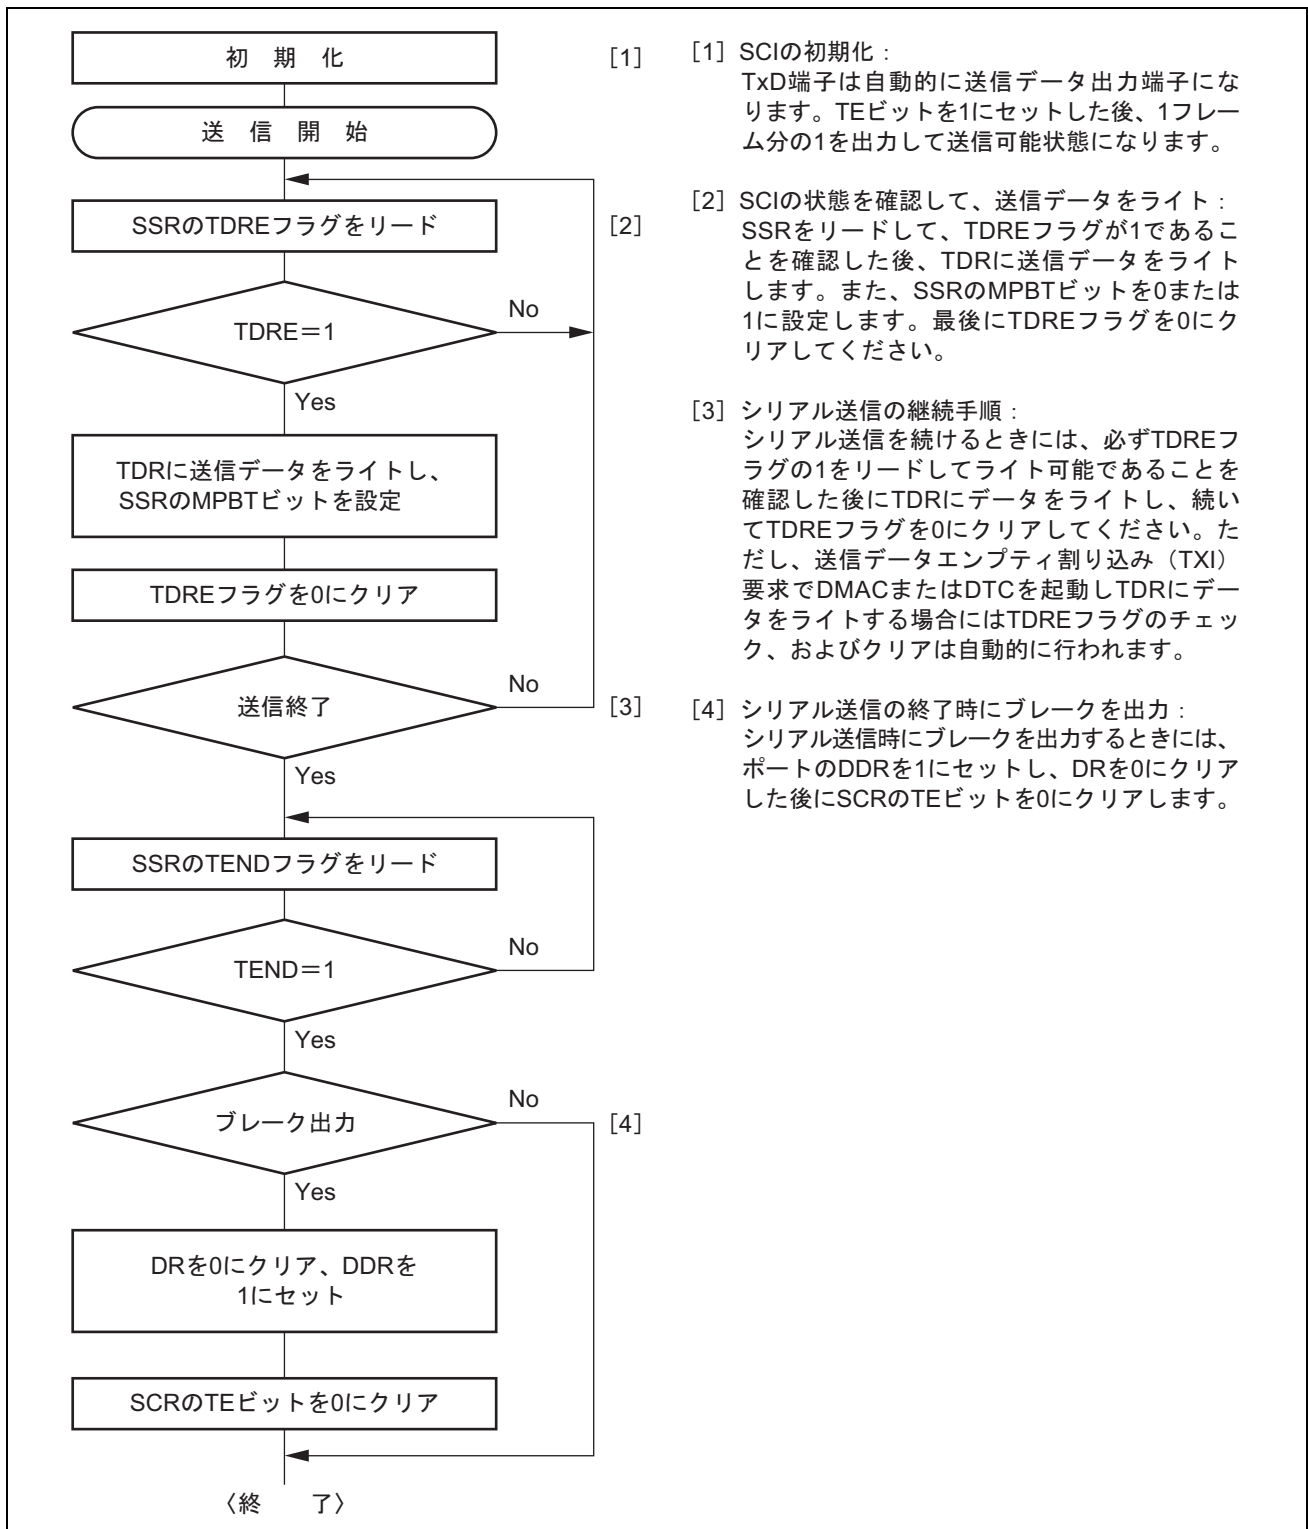 初 期 化
[1]
送 信 開 始
SSRのTDREフラグをリード
[2]
TDRE＝1
No
Yes
TDRに送信データをライトし、
SSRのMPBTビットを設定
TDREフラグを0にクリア
送信終了
No
[3]
Yes
SSRのTENDフラグをリード
TEND＝1
No
Yes
ブレーク出力
No
[4]
Yes
DRを0にクリア、DDRを
1にセット
SCRのTEビットを0にクリア
〈終 了〉
[1] SCIの初期化：
TxD端子は自動的に送信データ出力端子にな
ります。TEビットを1にセットした後、1フレー
ム分の1を出力して送信可能状態になります。
[2] SCIの状態を確認して、送信データをライト：
SSRをリードして、TDREフラグが1であるこ
とを確認した後、TDRに送信データをライト
します。また、SSRのMPBTビットを0または
1に設定します。最後にTDREフラグを0にク
リアしてください。
[3] シリアル送信の継続手順：
シリアル送信を続けるときには、必ずTDREフ
ラグの1をリードしてライト可能であることを
確認した後にTDRにデータをライトし、続い
てTDREフラグを0にクリアしてください。た
だし、送信データエンプティ割り込み（TXI）
要求でDMACまたはDTCを起動しTDRにデー
タをライトする場合にはTDREフラグのチェッ
ク、およびクリアは自動的に行われます。
[4] シリアル送信の終了時にブレークを出力：
シリアル送信時にブレークを出力するときには、
ポートのDDRを1にセットし、DRを0にクリア
した後にSCRのTEビットを0にクリアします。